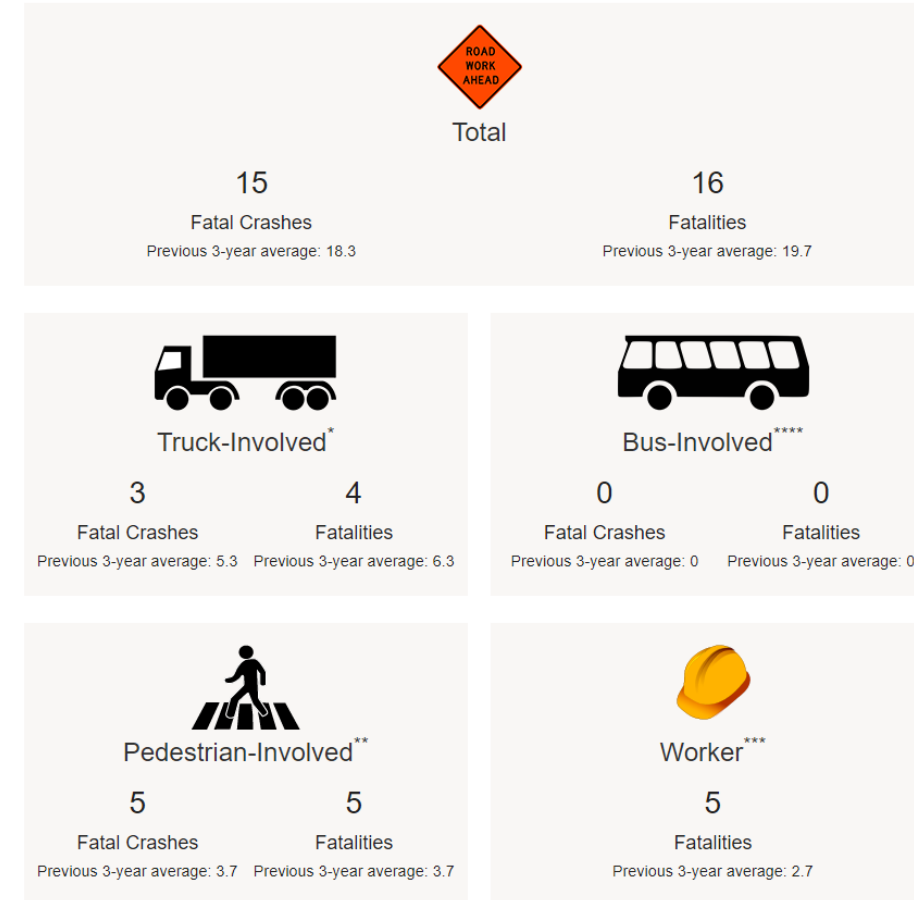 ROAD
WORK
AHEAD
Total
15
Fatal Crashes
Previous 3-year average: 18.3
16
Fatalities
Previous 3-year average: 19.7
Truck-Involved*
3
Fatal Crashes
Previous 3-year average: 5.3
4
Fatalities
Previous 3-year average: 6.3
Bus-Involved****
0
Fatal Crashes
Previous 3-year average: 0
0
Fatalities
Previous 3-year average: 0
Pedestrian-Involved**
5
Fatal Crashes
Previous 3-year average: 3.7
5
Fatalities
Previous 3-year average: 3.7
Worker***
5
Fatalities
Previous 3-year average: 2.7